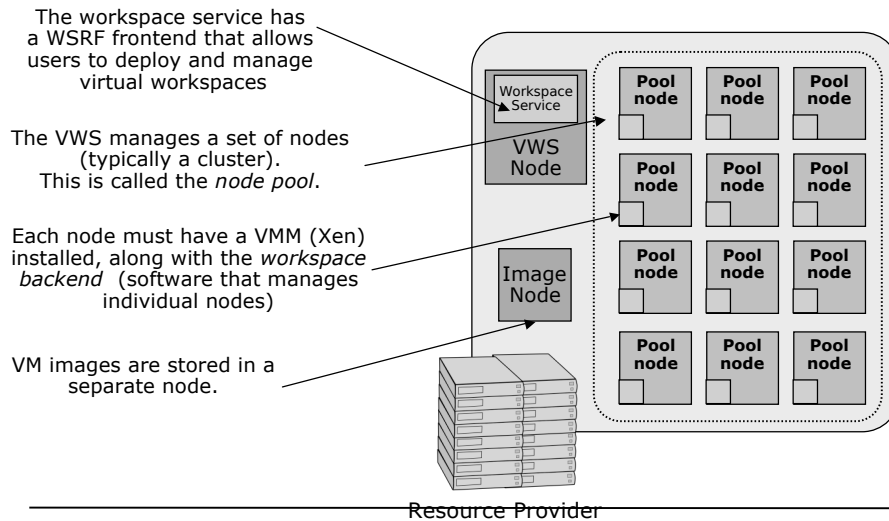 The workspace service has
a WSRF frontend that allows
users to deploy and manage
virtual workspaces
The VWS manages a set of nodes
(typically a cluster).
This is called the node pool.
Each node must have a VMM (Xen)
installed, along with the workspace
backend (software that manages
individual nodes)
VM images are stored in a
separate node.
Workspace
Service
VWS
Node
Image
Node
Pool
node
Pool
node
Pool
node
Pool
node
Pool
node
Pool
node
Pool
node
Pool
node
Pool
node
Pool
node
Pool
node
Pool
node
Resource Provider